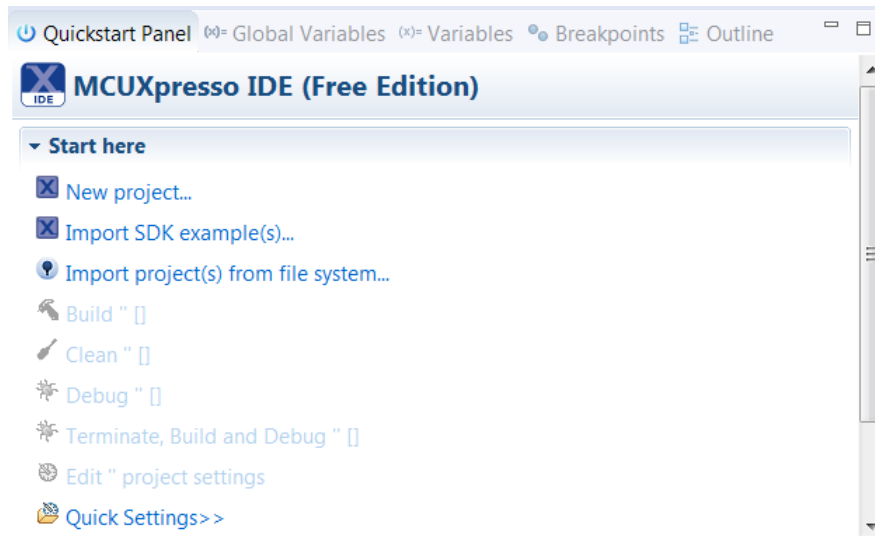 Quickstart Panel (x)= Global Variables (x)= Variables Breakpoints Outline
IDE MCUXpresso IDE (Free Edition)
Start here
New project...
Import SDK example(s)...
Import project(s) from file system...
Build '' []
Clean '' []
Debug '' []
Terminate, Build and Debug '' []
Edit '' project settings
Quick Settings>>